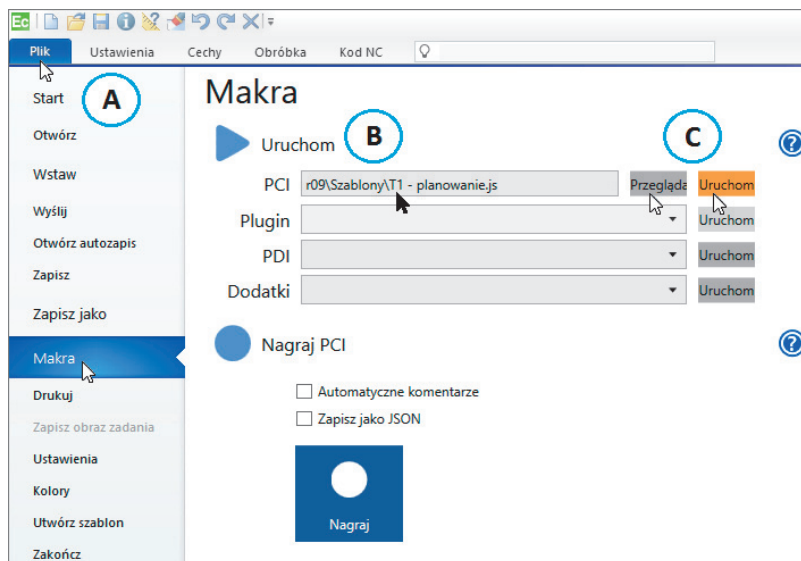 Ec
Plik Ustawienia Cechy Obróbka Kod NC
Start
A
Otwórz
Wstaw
Wyślij
Otwórz autozapis
Zapisz
Zapisz jako
Makra
Drukuj
Zapisz obraz zadania
Ustawienia
Kolory
Utwórz szablon
Zakończ
Makra
Uruchom B C ?
PCI r09\Szablony\T1 - planowanie.js Przegląda Uruchom
Plugin Uruchom
PDI Uruchom
Dodatki Uruchom
Nagraj PCI ?
Automatyczne komentarze
Zapisz jako JSON
Nagraj